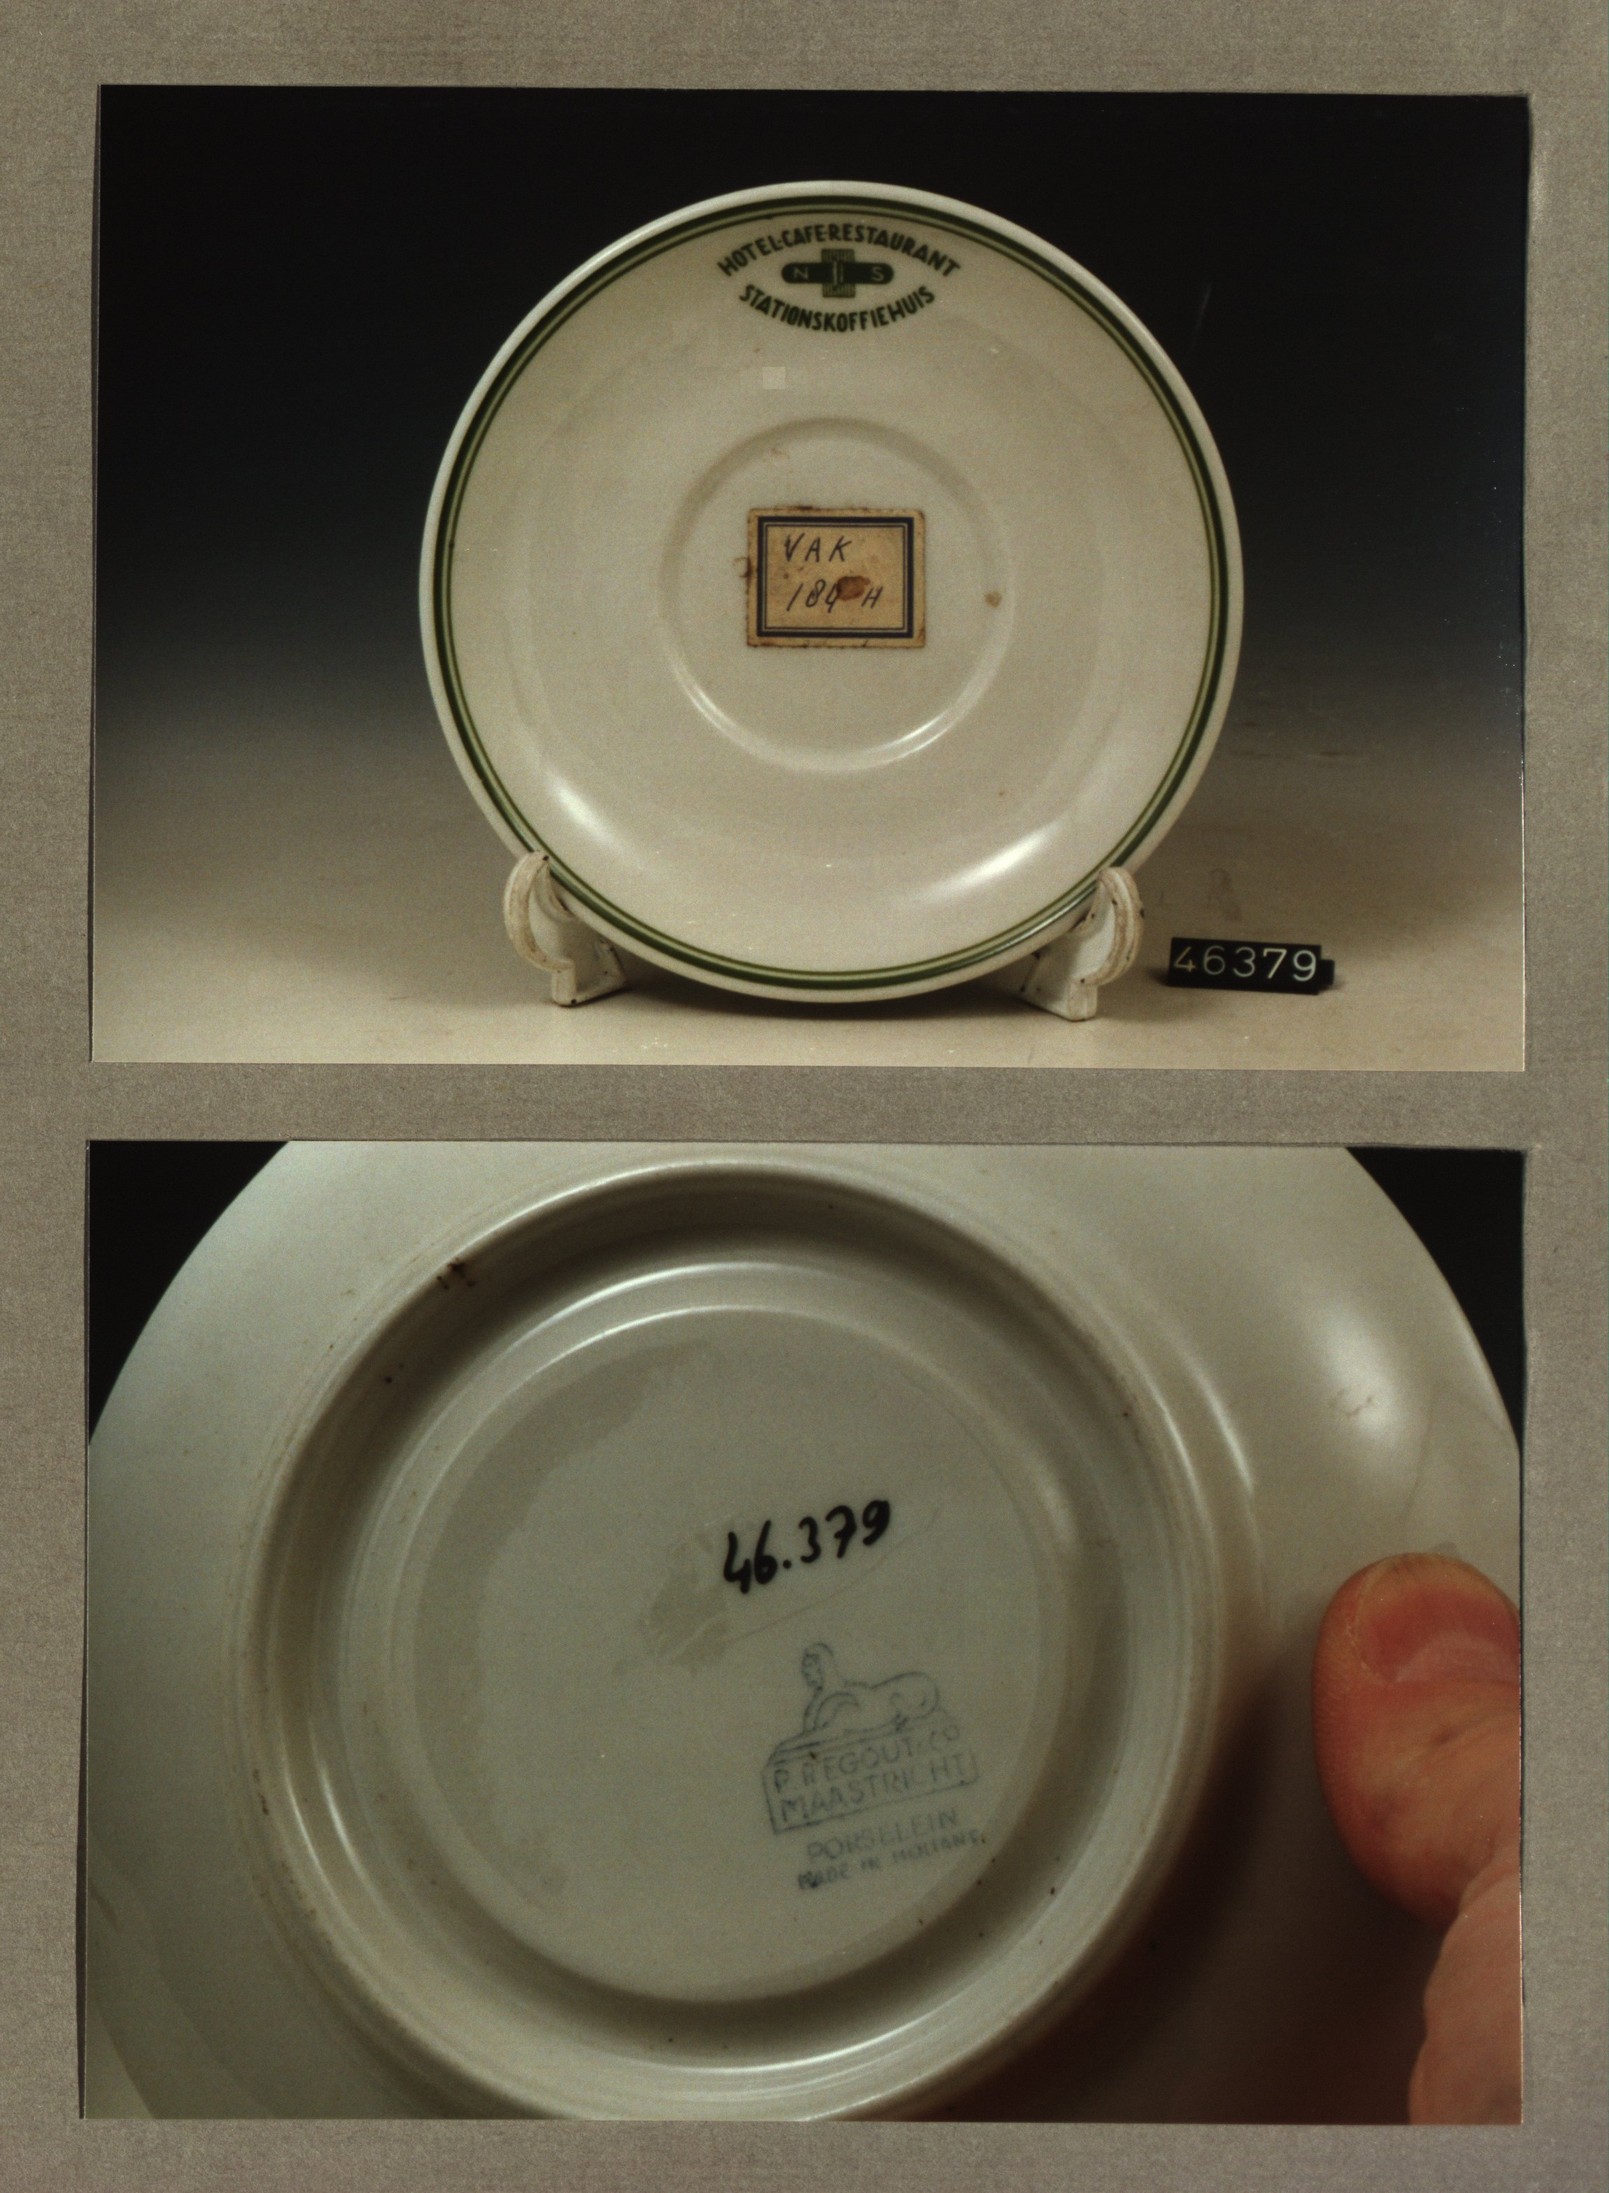 HOTEL-CAFE-RESTAURANT
N S
STATIONSKOFFIEHUIS
VAK
184 H
46379
46.379
P. REGOUT & CO
MAASTRICHT
PORSELEIN
MADE IN HOLLAND.